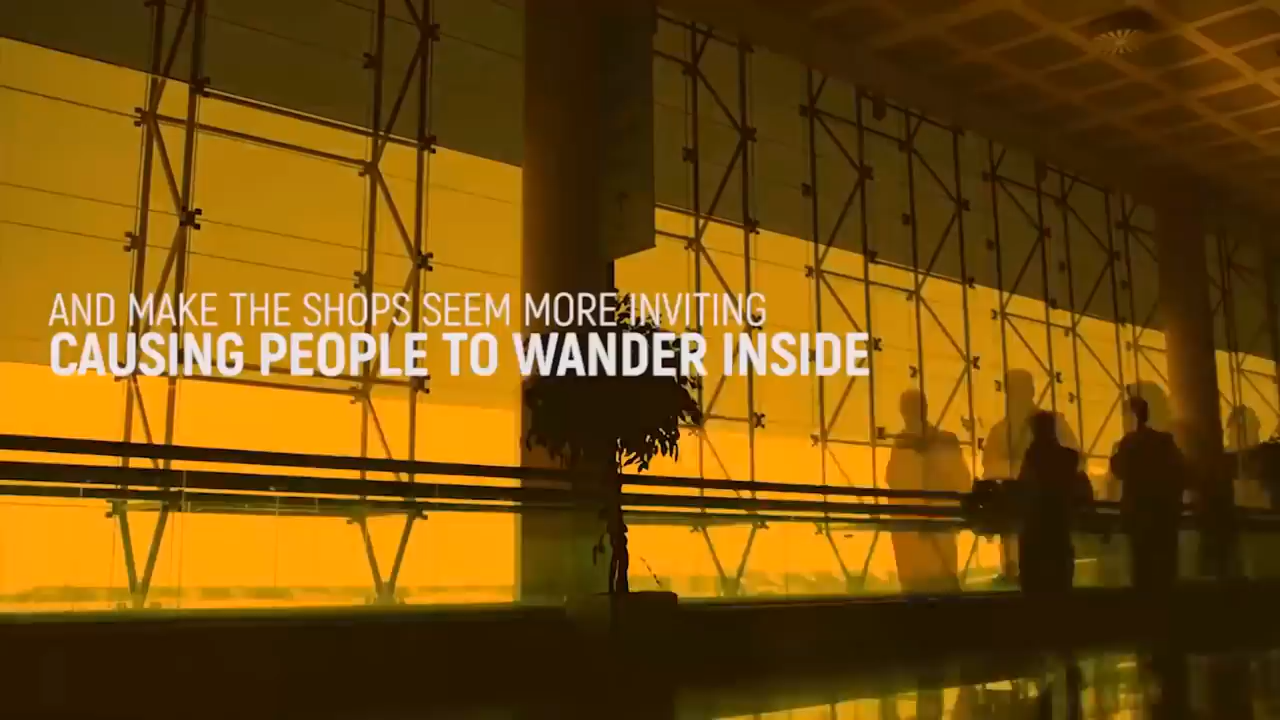 AND MAKE THE SHOPS SEEM MORE INVITING
CAUSING PEOPLE TO WANDER INSIDE